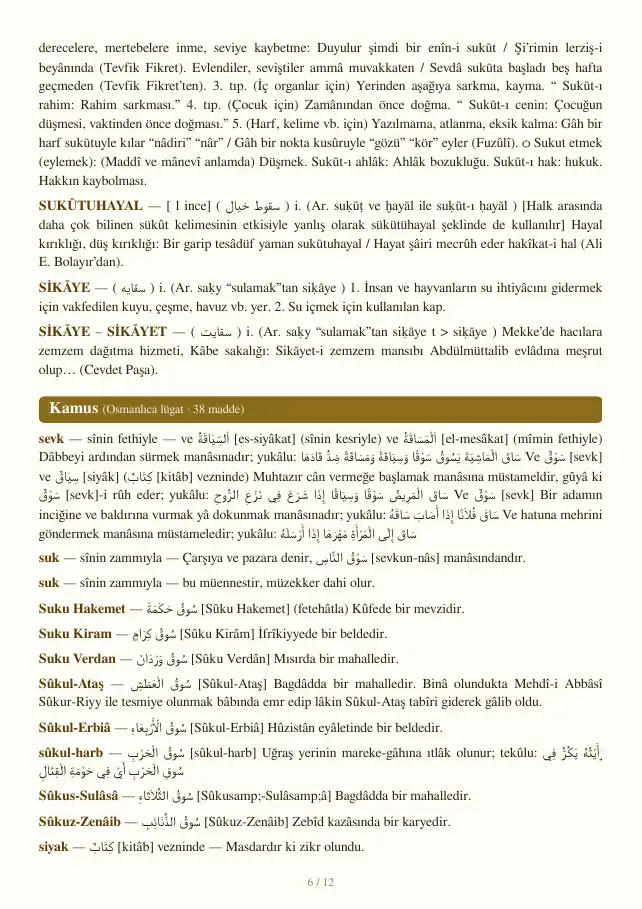 derecelere, mertebelere inme, seviye kaybetme: Duyulur şimdi bir enîn-i sukūt / Şi'rimin lerziş-i
beyânında (Tevfik Fikret). Evlendiler, seviştiler ammâ muvakkaten / Sevdâ sukūta başladı beş hafta
geçmeden (Tevfik Fikret'ten). 3. tıp. (İç organlar için) Yerinden aşağıya sarkma, kayma. “ Sukūt-ı
rahim: Rahim sarkması.” 4. tıp. (Çocuk için) Zamânından önce doğma. “ Sukūt-ı cenin: Çocuğun
düşmesi, vaktinden önce doğması.” 5. (Harf, kelime vb. için) Yazılmama, atlanma, eksik kalma: Gâh bir
harf sukūtuyle kılar “nâdiri” “nâr” / Gâh bir nokta kusûruyle “gözü” “kör” eyler (Fuzûlî). ѻ Sukut etmek
(eylemek): (Maddî ve mânevî anlamda) Düşmek. Sukūt-ı ahlâk: Ahlâk bozukluğu. Sukūt-ı hak: hukuk.
Hakkın kaybolması.
SUKŪTUHAYAL — [ l ince] ( سقوط خيال ) i. (Ar. suḳūṭ ve ḫayāl ile suḳūt-ı ḥayāl ) [Halk arasında
daha çok bilinen sükût kelimesinin etkisiyle yanlış olarak sükütühayal şeklinde de kullanılır] Hayal
kırıklığı, düş kırıklığı: Bir garip tesâdüf yaman sukūtuhayal / Hayat şâiri mecrûh eder hakîkat-i hal (Ali
E. Bolayır'dan).
SİKĀYE — ( سقايه ) i. (Ar. saḳy “sulamak”tan siḳāye ) 1. İnsan ve hayvanların su ihtiyâcını gidermek
için vakfedilen kuyu, çeşme, havuz vb. yer. 2. Su içmek için kullanılan kap.
SİKĀYE – SİKĀYET — ( سقايت ) i. (Ar. saḳy “sulamak”tan siḳāye t > siḳāye ) Mekke'de hacılara
zemzem dağıtma hizmeti, Kâbe sakalığı: Sikāyet-i zemzem mansıbı Abdülmüttalib evlâdına meşrut
olup… (Cevdet Paşa).
Kamus (Osmanlıca lügat · 38 madde)
sevk — sînin fethiyle — ve اَلسِّيَاقَةُ [es-siyâkat] (sînin kesriyle) ve اَلْمَسَاقَةُ [el-mesâkat] (mîmin fethiyle)
Dâbbeyi ardından sürmek manâsınadır; yukâlu: سَاقَ الْمَاشِيَةَ يَسُوقُ سَوْقًا وَسِيَاقَةً وَمَسَاقَةً ضِدُّ قَادَهَا Ve سَوْقٌ [sevk]
ve سِيَاقٌ [siyâk] (كِتَابٌ [kitâb] vezninde) Muhtazır cân vermeğe başlamak manâsına müstameldir, gûyâ ki
سَوْقُ [sevk]-i rûh eder; yukâlu: سَاقَ الْمَرِيضُ سَوْقًا وَسِيَاقًا إِذَا شَرَعَ فِي نَزْعِ الرُّوحِ Ve سَوْقٌ [sevk] Bir adamın
inciğine ve baldırına vurmak yâ dokunmak manâsınadır; yukâlu: سَاقَ فُلَانًا إِذَا أَصَابَ سَاقَهُ Ve hatuna mehrini
göndermek manâsına müstameledir; yukâlu: سَاقَ إِلَى الْمَرْأَةِ مَهْرَهَا إِذَا أَرْسَلَهُ
suk — sînin zammıyla — Çarşıya ve pazara denir, سَوْقُ النَّاسِ [sevkun-nâs] manâsındandır.
suk — sînin zammıyla — bu müennestir, müzekker dahi olur.
Suku Hakemet — سُوقُ حَكَمَةَ [Sûku Hakemet] (fetehâtla) Kûfede bir mevzidir.
Suku Kiram — سُوقُ كِرَامٍ [Sûku Kirâm] İfrîkiyyede bir beldedir.
Suku Verdan — سُوقُ وَرْدَانَ [Sûku Verdân] Mısırda bir mahalledir.
Sûkul-Ataş — سُوقُ الْعَطَشِ [Sûkul-Ataş] Bagdâdda bir mahalledir. Binâ olundukta Mehdî-i Abbâsî
Sûkur-Riyy ile tesmiye olunmak bâbında emr edip lâkin Sûkul-Ataş tabîri giderek gâlib oldu.
Sûkul-Erbiâ — سُوقُ الْأَرْبِعَاءِ [Sûkul-Erbiâ] Hûzistân eyâletinde bir beldedir.
sûkul-harb — سُوقُ الْحَرْبِ [sûkul-harb] Uğraş yerinin mareke-gâhına ıtlâk olunur; tekûlu: رَأَيْتُهُ يَكُرُّ فِي
سُوقِ الْحَرْبِ أَيْ فِي حَوْمَةِ الْقِتَالِ
Sûkus-Sulâsâ — سُوقُ الثُّلَاثَاءِ [Sûkusamp;-Sulâsamp;â] Bagdâdda bir mahalledir.
Sûkuz-Zenâib — سُوقُ الذَّنَائِبِ [Sûkuz-Zenâib] Zebîd kazâsında bir karyedir.
siyak — كِتَابٌ [kitâb] vezninde — Masdardır ki zikr olundu.
6 / 12